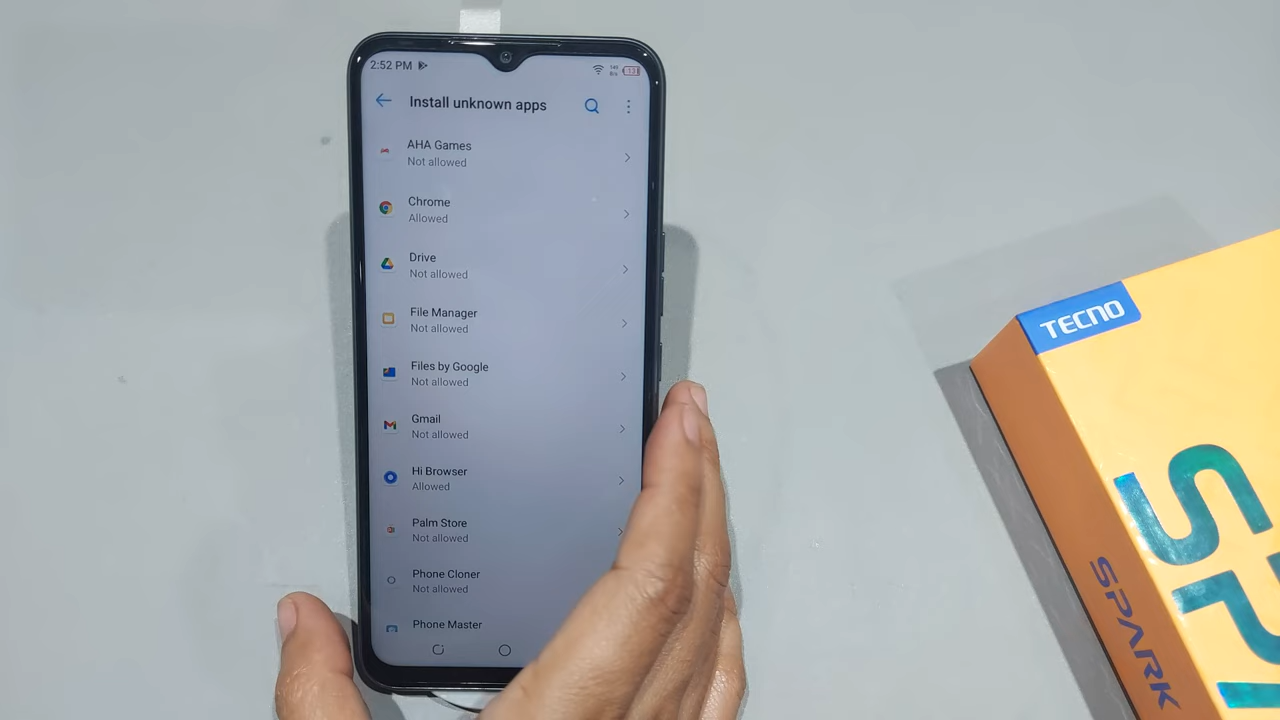 2:52 PM
Install unknown apps
AHA Games
Not allowed
Chrome
Allowed
Drive
Not allowed
File Manager
Not allowed
Files by Google
Not allowed
Gmail
Not allowed
Hi Browser
Allowed
Palm Store
Not allowed
Phone Cloner
Not allowed
Phone Master
TECNO
SPARK